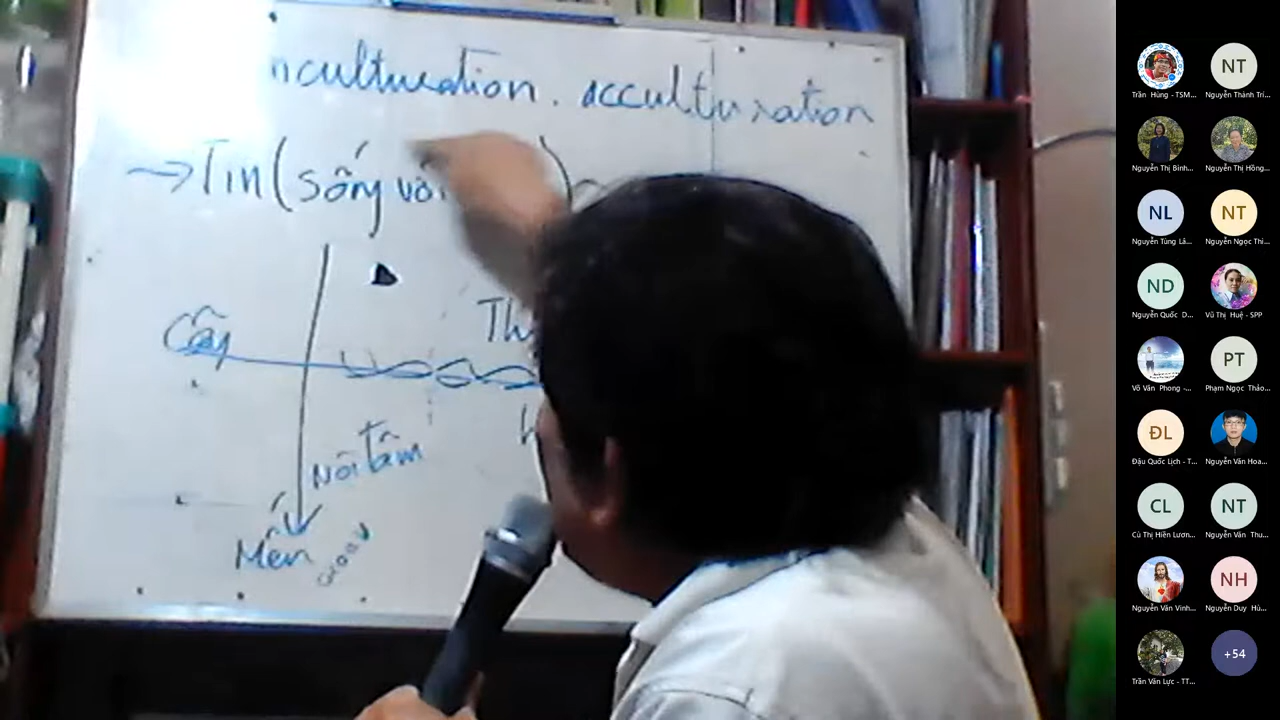 nculturation. acculturation
→ Tin (sống với )
Cậy
Nội tâm
Mến
Trần Hùng - TSM...
NT
Nguyễn Thành Trí...
Nguyễn Thị Bình...
Nguyễn Thị Hồng...
NL
Nguyễn Tùng Lâ...
NT
Nguyễn Ngọc Thi...
ND
Nguyễn Quốc D...
Vũ Thị Huệ - SPP
Võ Văn Phong -...
PT
Phạm Ngọc Thảo...
ĐL
Đậu Quốc Lịch - T...
Nguyễn Văn Hoa...
CL
Cù Thị Hiền Lươn...
NT
Nguyễn Văn Thu...
Nguyễn Văn Vinh...
NH
Nguyễn Duy Hù...
Trần Văn Lực - TT...
+54